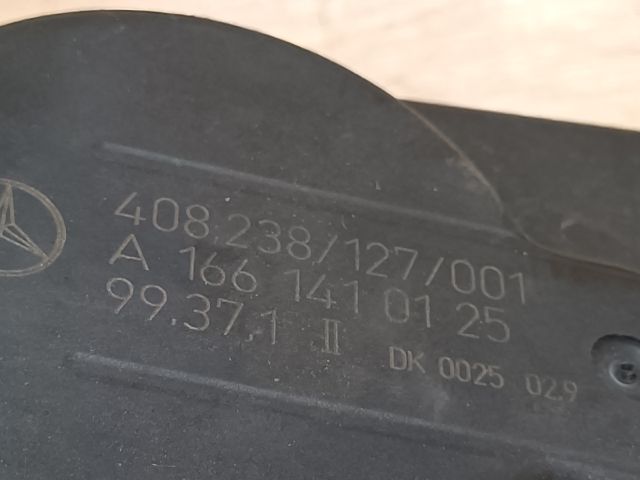 408.238/127/001
A 166 141 01 25
99.37.1 II
DK 0025 02.9